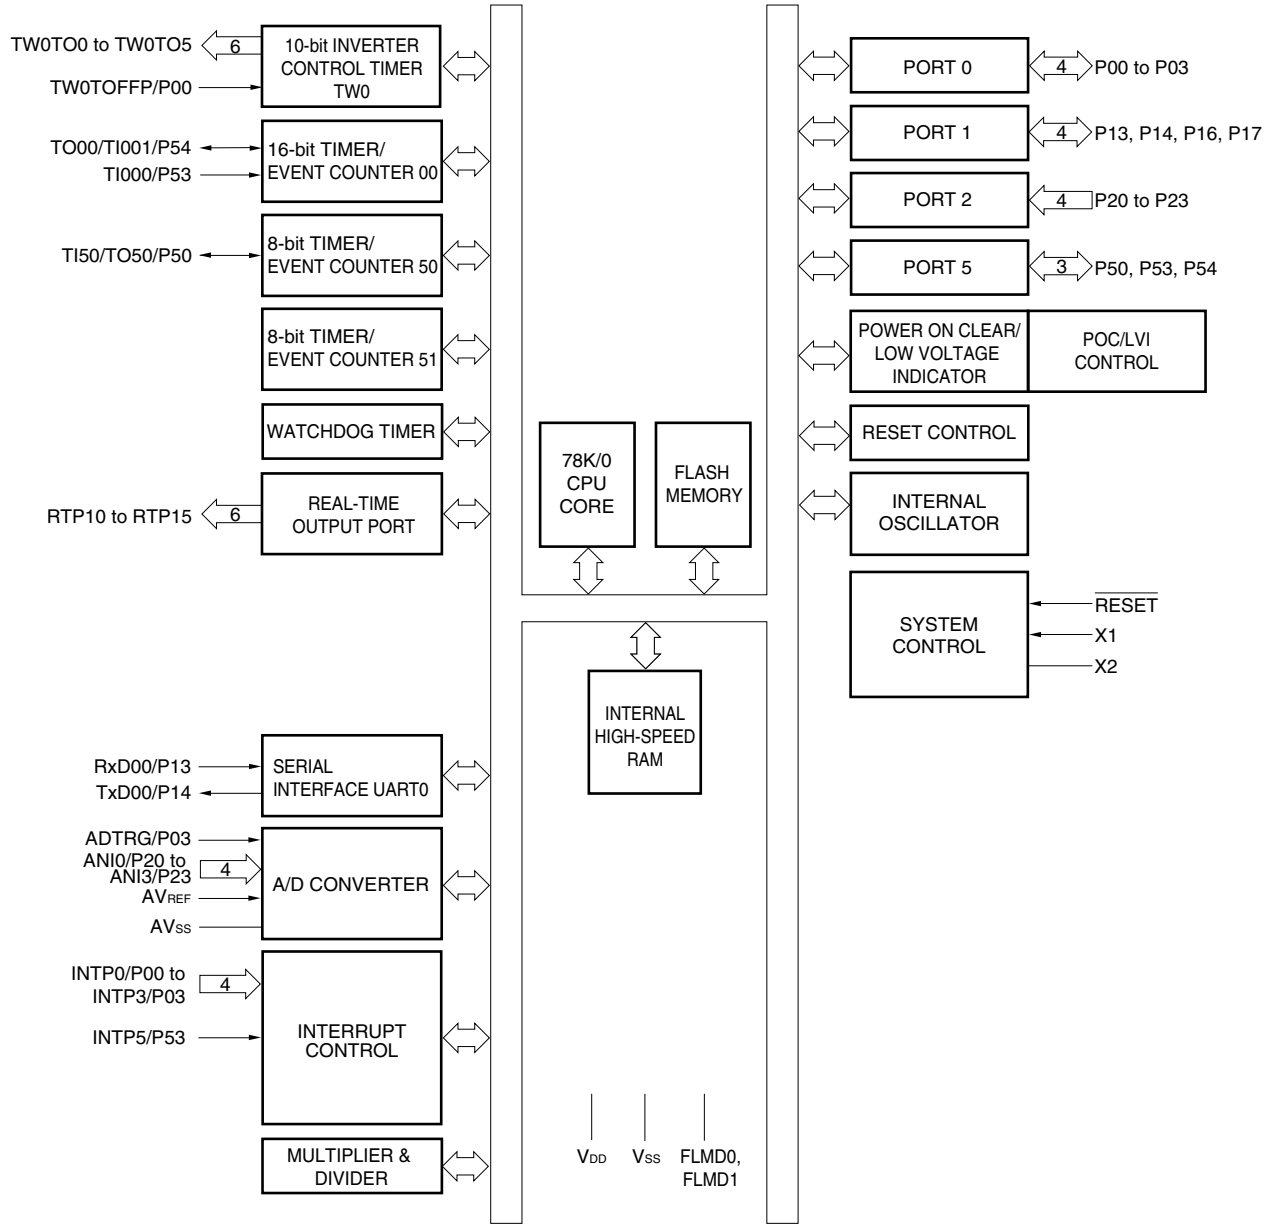 TW0TO0 to TW0TO5
6
TW0TOFFP/P00
10-bit INVERTER
CONTROL TIMER
TW0
TO00/TI001/P54
TI000/P53
16-bit TIMER/
EVENT COUNTER 00
TI50/TO50/P50
8-bit TIMER/
EVENT COUNTER 50
8-bit TIMER/
EVENT COUNTER 51
WATCHDOG TIMER
RTP10 to RTP15
6
REAL-TIME
OUTPUT PORT
RxD00/P13
TxD00/P14
SERIAL
INTERFACE UART0
ADTRG/P03
ANI0/P20 to
ANI3/P23
4
AVREF
AVSS
A/D CONVERTER
INTP0/P00 to
INTP3/P03
4
INTP5/P53
INTERRUPT
CONTROL
MULTIPLIER &
DIVIDER
78K/0
CPU
CORE
FLASH
MEMORY
INTERNAL
HIGH-SPEED
RAM
VDD
VSS
FLMD0,
FLMD1
PORT 0
4
P00 to P03
PORT 1
4
P13, P14, P16, P17
PORT 2
4
P20 to P23
PORT 5
3
P50, P53, P54
POWER ON CLEAR/
LOW VOLTAGE
INDICATOR
POC/LVI
CONTROL
RESET CONTROL
INTERNAL
OSCILLATOR
SYSTEM
CONTROL
RESET
X1
X2